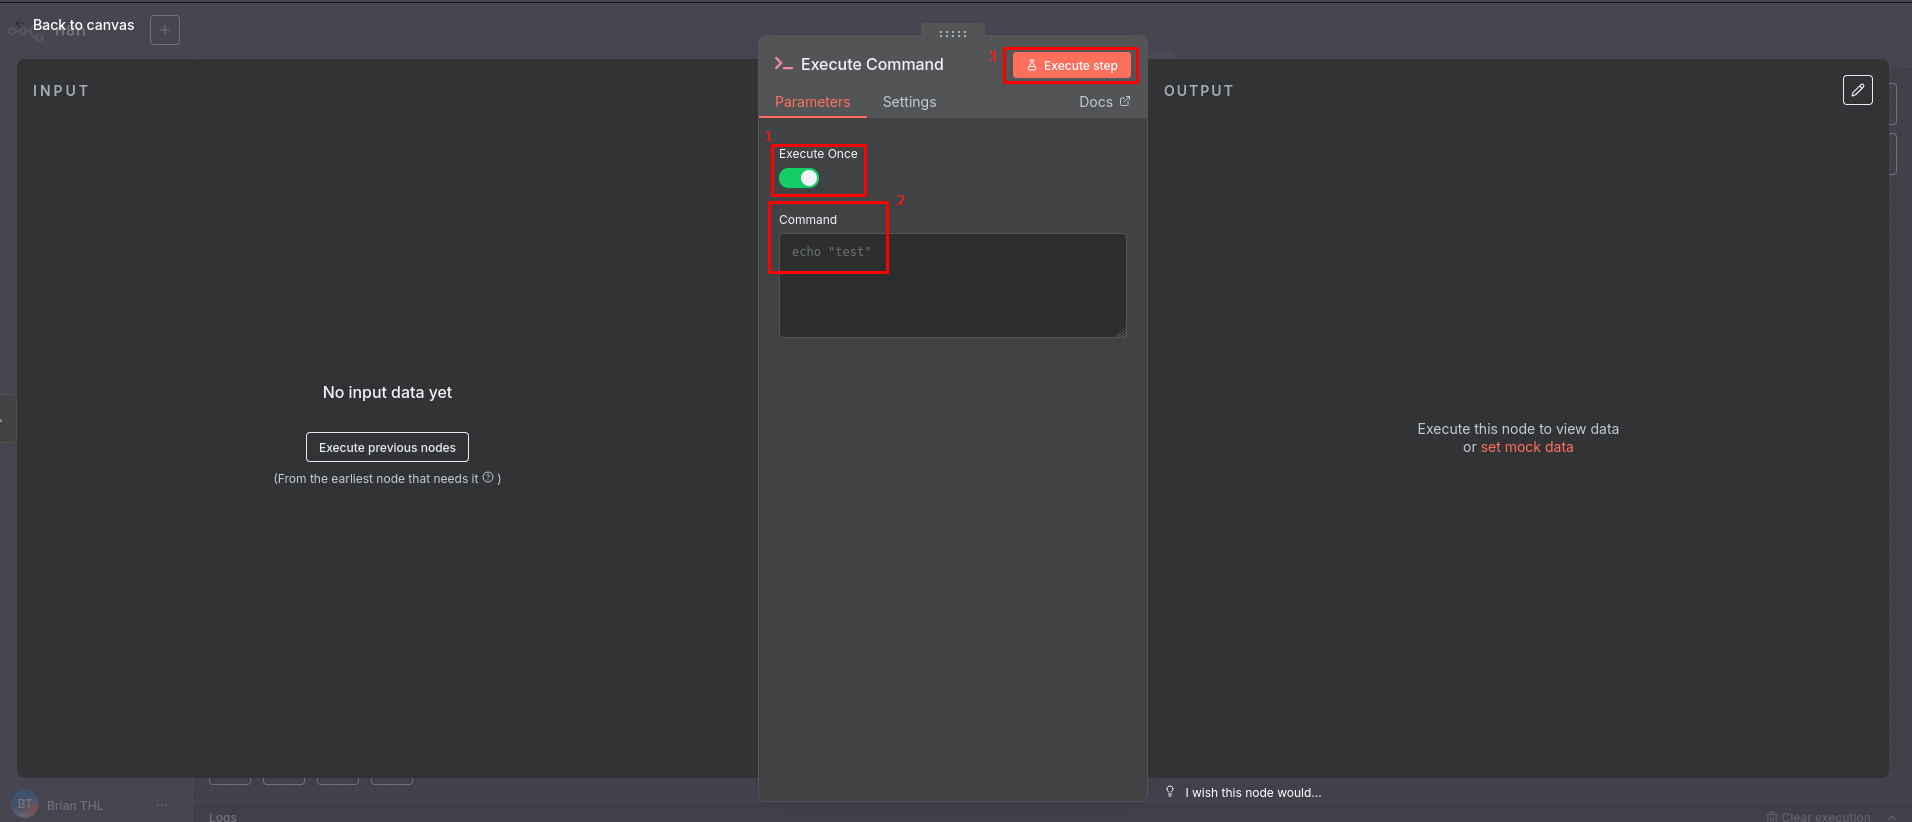 Back to canvas
n8n
INPUT
No input data yet
Execute previous nodes
(From the earliest node that needs it ? )
Execute Command
3
Execute step
Parameters
Settings
Docs
1
Execute Once
2
Command
echo "test"
OUTPUT
Execute this node to view data
or set mock data
I wish this node would...
BT
Brian THL
Logs
Clear execution